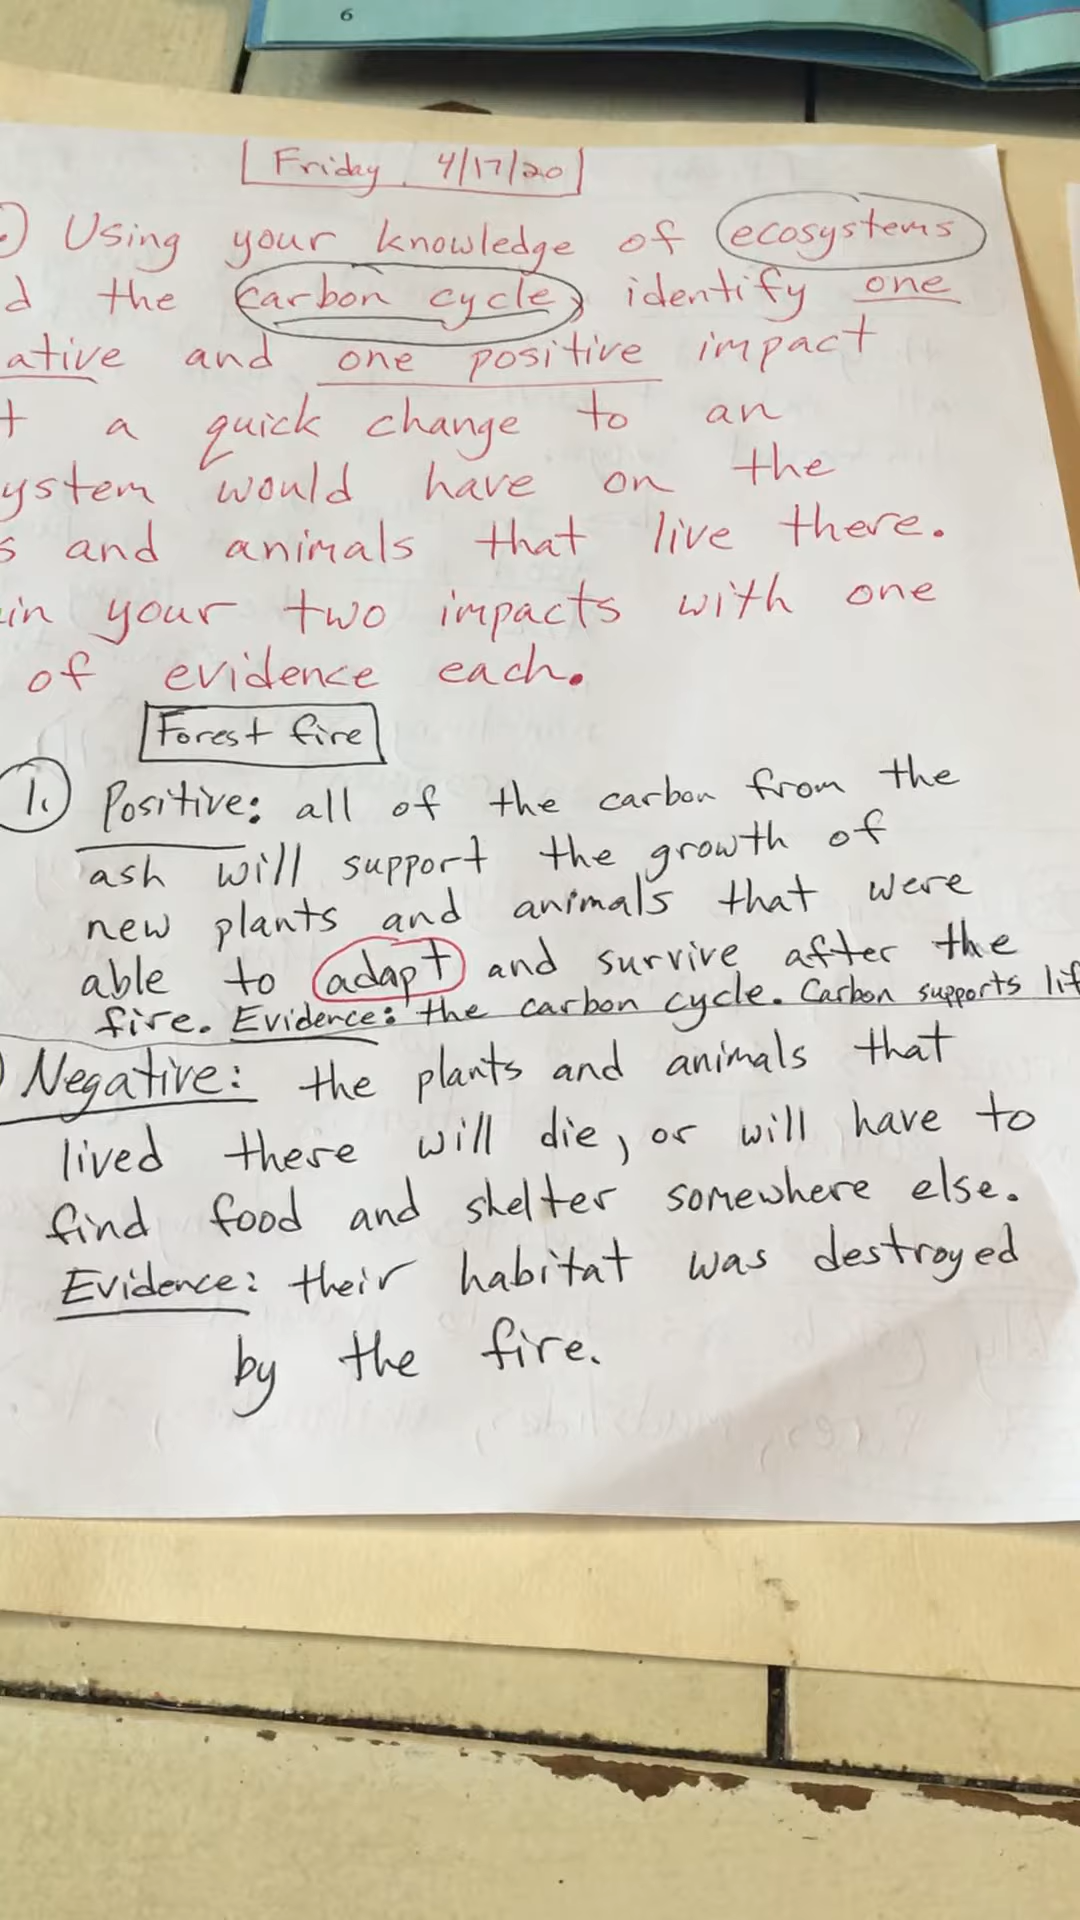 6
Friday 4/17/20
Using your knowledge of ecosystems
the carbon cycle, identify one
ative and one positive impact
a quick change to an
ystem would have on the
s and animals that live there.
in your two impacts with one
of evidence each.
Forest fire
1. Positive: all of the carbon from the
ash will support the growth of
new plants and animals that were
able to adapt and survive after the
fire. Evidence: the carbon cycle. Carbon supports lif
Negative: the plants and animals that
lived there will die, or will have to
find food and shelter somewhere else.
Evidence: their habitat was destroyed
by the fire.